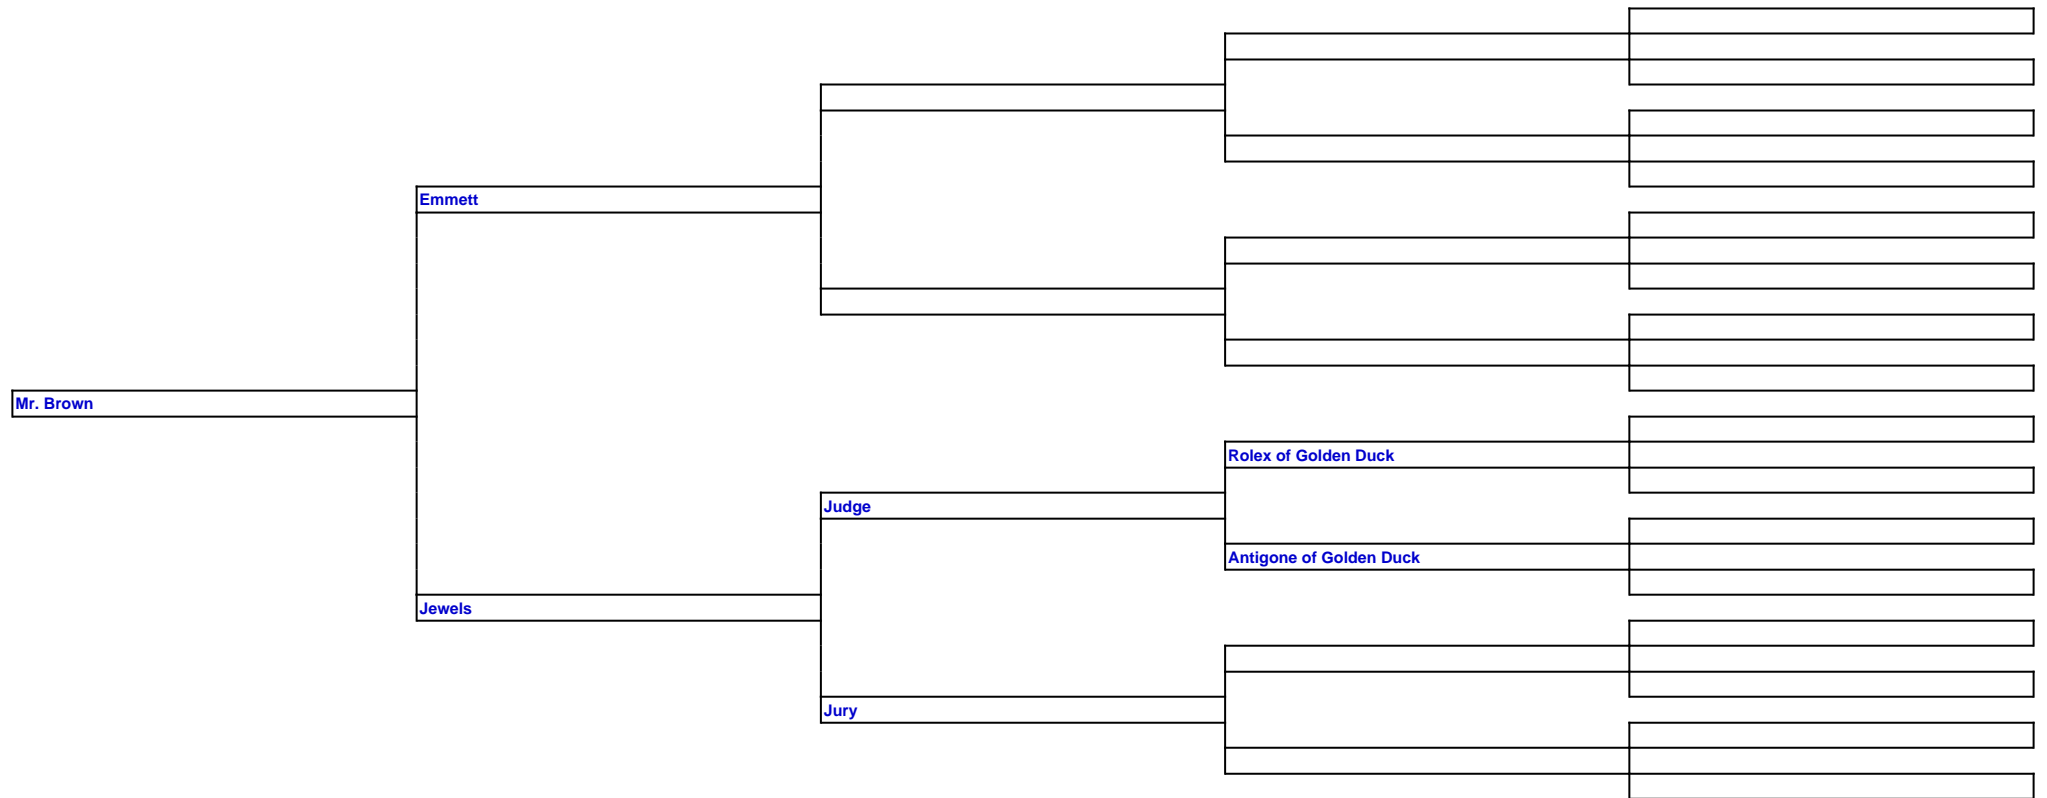 Emmett
Mr. Brown
Rolex of Golden Duck
Judge
Antigone of Golden Duck
Jewels
Jury